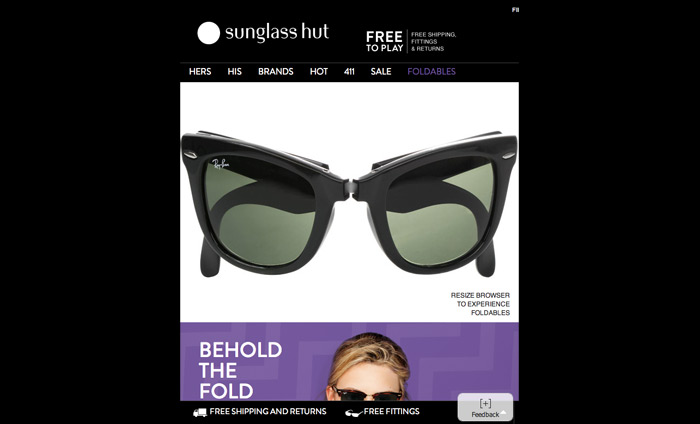 FI
sunglass hut
FREE
TO PLAY
FREE SHIPPING,
FITTINGS
& RETURNS
HERS HIS BRANDS HOT 411 SALE FOLDABLES
Ray-Ban
RESIZE BROWSER
TO EXPERIENCE
FOLDABLES
BEHOLD
THE
FOLD
FREE SHIPPING AND RETURNS FREE FITTINGS
[+]
Feedback